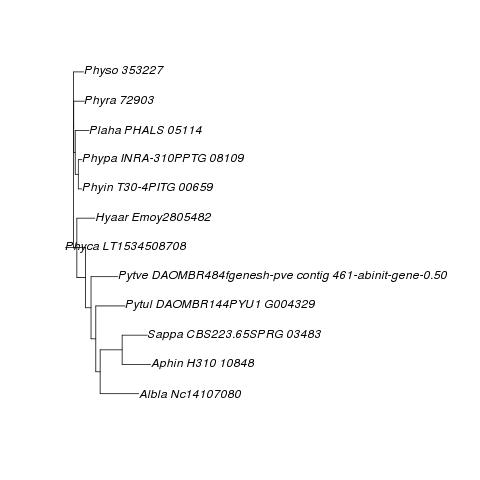 Physo 353227
Phyra 72903
Plaha PHALS 05114
Phypa INRA-310PPTG 08109
Phyin T30-4PITG 00659
Hyaar Emoy2805482
Phyca LT1534508708
Pytve DAOMBR484fgenesh-pve contig 461-abinit-gene-0.50
Pytul DAOMBR144PYU1 G004329
Sappa CBS223.65SPRG 03483
Aphin H310 10848
Albla Nc14107080